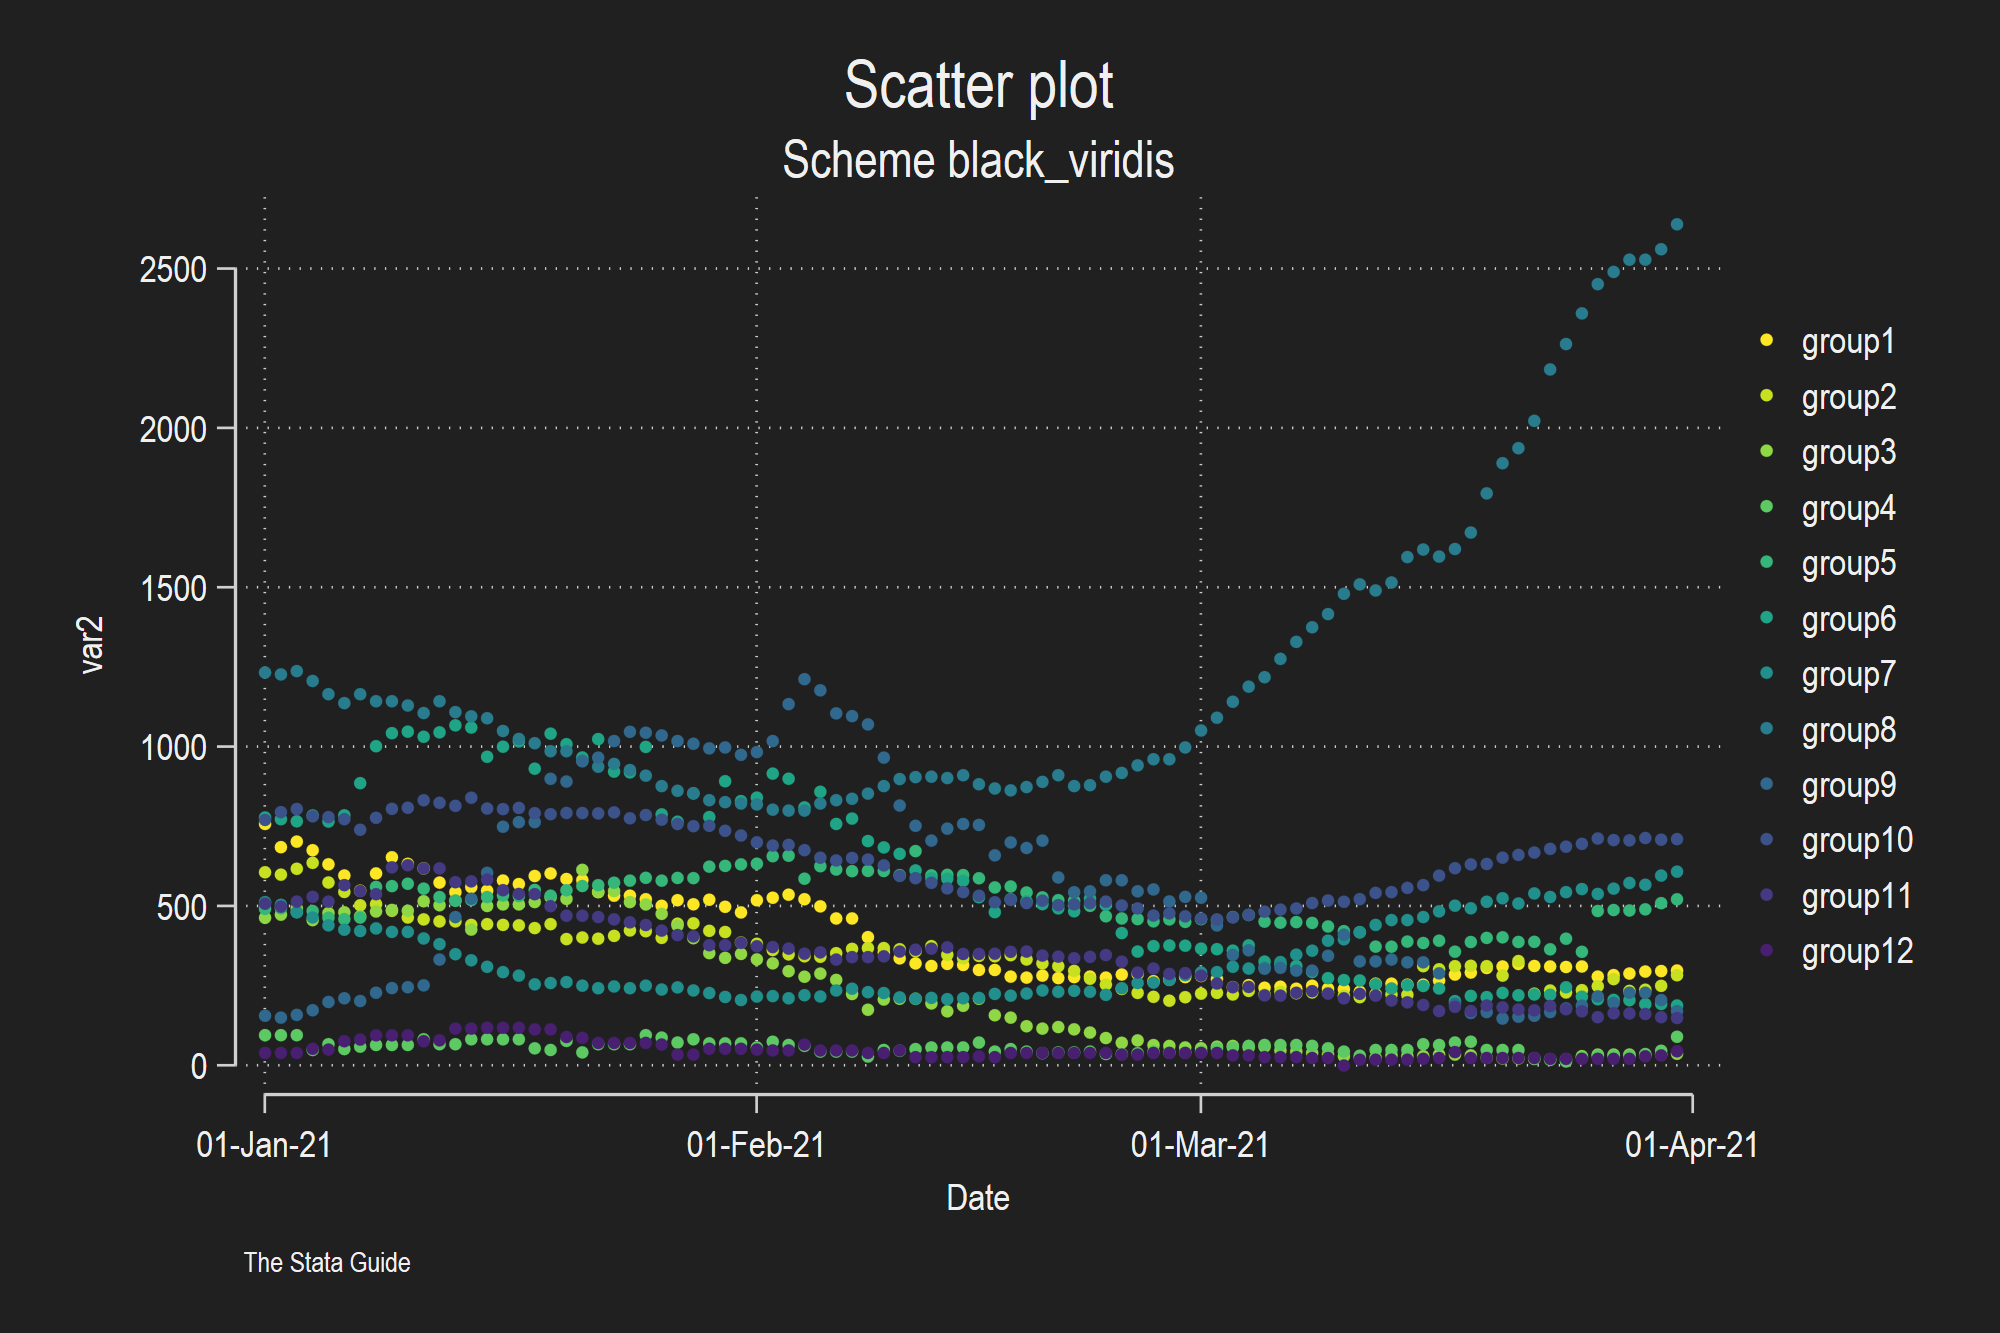 Scatter plot
Scheme black_viridis
2500
2000
1500
1000
500
0
var2
01-Jan-21
01-Feb-21
01-Mar-21
01-Apr-21
Date
group1
group2
group3
group4
group5
group6
group7
group8
group9
group10
group11
group12
The Stata Guide